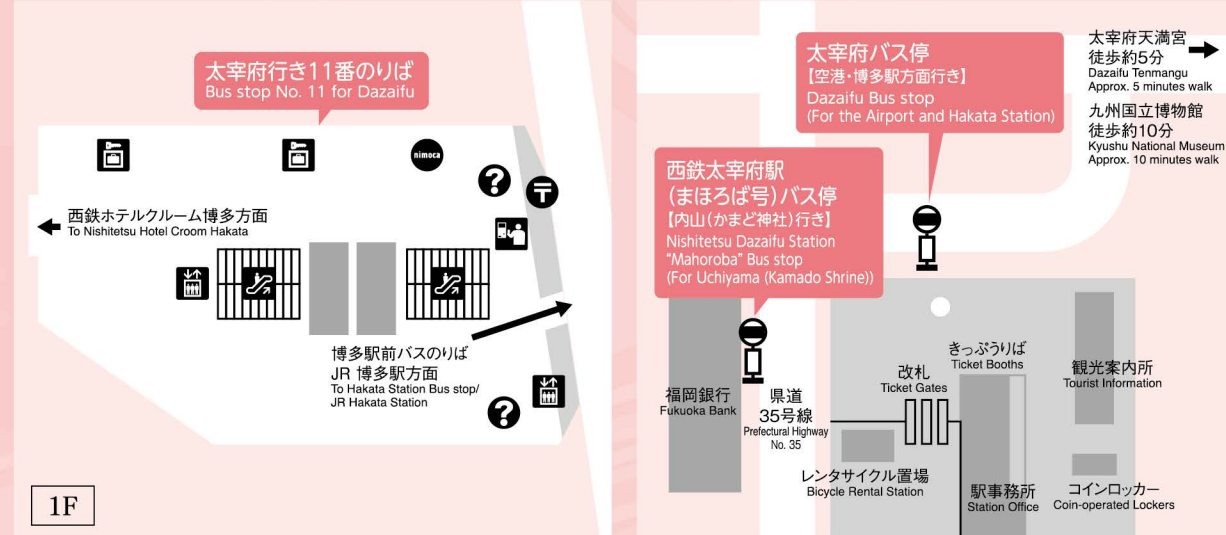 太宰府行き11番のりば
Bus stop No. 11 for Dazaifu
nimoca
西鉄ホテルクルーム博多方面
To Nishitetsu Hotel Croom Hakata
博多駅前バスのりば
JR 博多駅方面
To Hakata Station Bus stop/
JR Hakata Station
1F
太宰府バス停
【空港・博多駅方面行き】
Dazaifu Bus stop
(For the Airport and Hakata Station)
太宰府天満宮
徒歩約5分
Dazaifu Tenmangu
Approx. 5 minutes walk
九州国立博物館
徒歩約10分
Kyushu National Museum
Approx. 10 minutes walk
西鉄太宰府駅
(まほろば号)バス停
【内山(かまど神社)行き】
Nishitetsu Dazaifu Station
"Mahoroba" Bus stop
(For Uchiyama (Kamado Shrine))
福岡銀行
Fukuoka Bank
県道
35号線
Prefectural Highway
No. 35
改札
Ticket Gates
きっぷうりば
Ticket Booths
観光案内所
Tourist Information
レンタサイクル置場
Bicycle Rental Station
駅事務所
Station Office
コインロッカー
Coin-operated Lockers